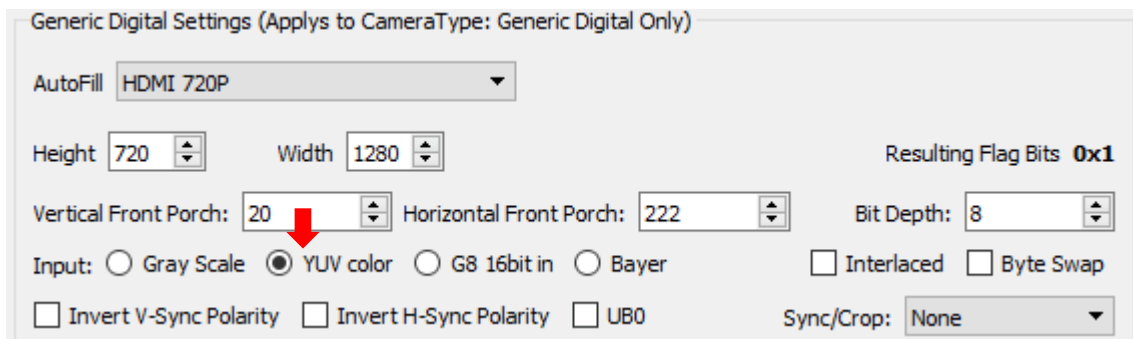 Generic Digital Settings (Applys to CameraType: Generic Digital Only)
AutoFill HDMI 720P
Height 720 Width 1280 Resulting Flag Bits 0x1
Vertical Front Porch: 20 Horizontal Front Porch: 222 Bit Depth: 8
Input: Gray Scale YUV color G8 16bit in Bayer Interlaced Byte Swap
Invert V-Sync Polarity Invert H-Sync Polarity UB0 Sync/Crop: None